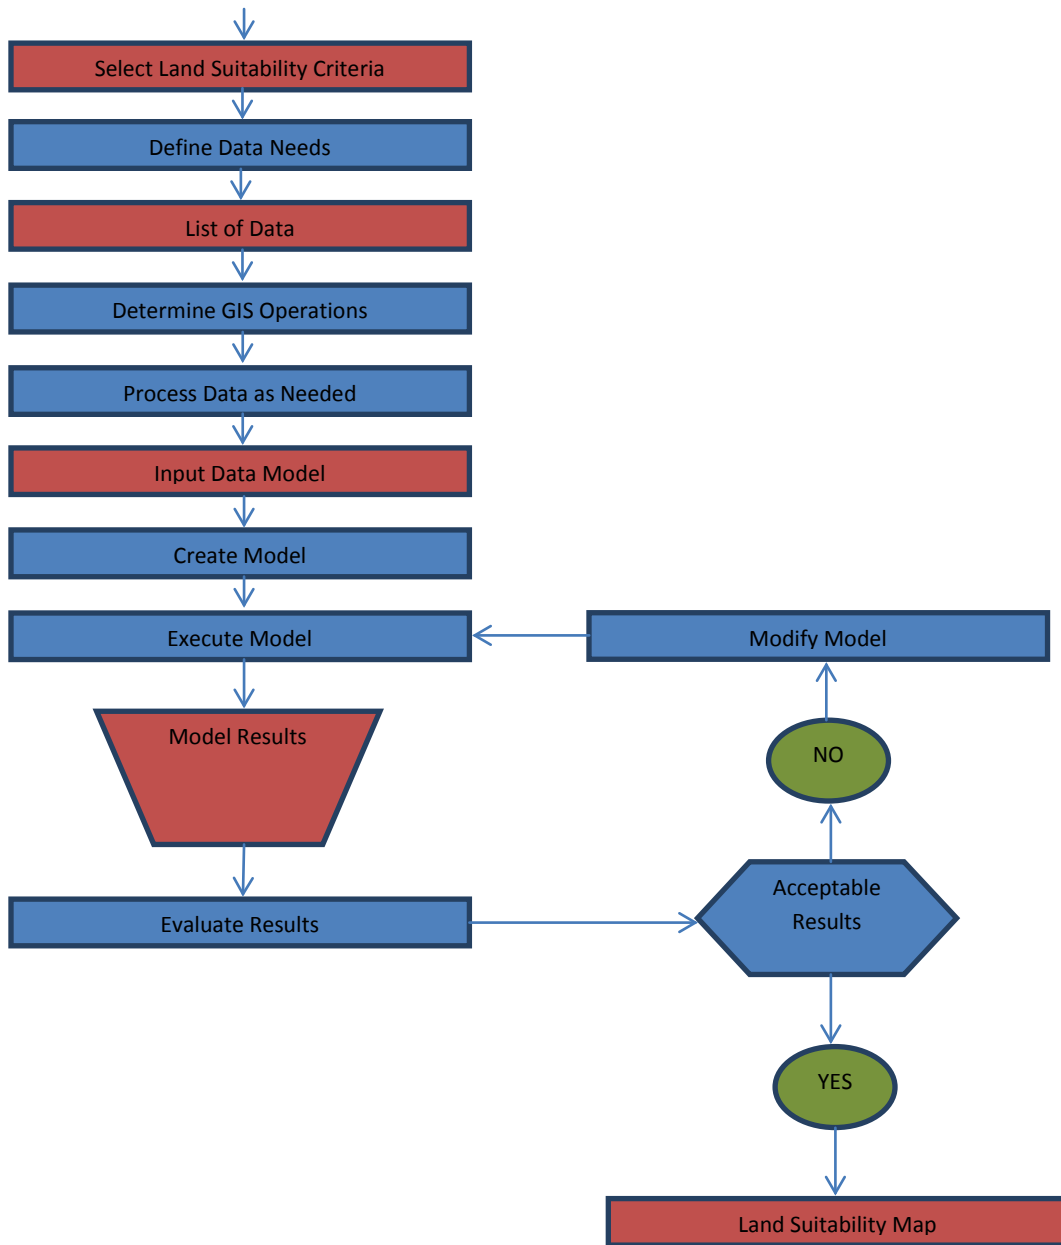 Select Land Suitability Criteria
Define Data Needs
List of Data
Determine GIS Operations
Process Data as Needed
Input Data Model
Create Model
Execute Model
Modify Model
Model Results
NO
Acceptable
Results
Evaluate Results
YES
Land Suitability Map